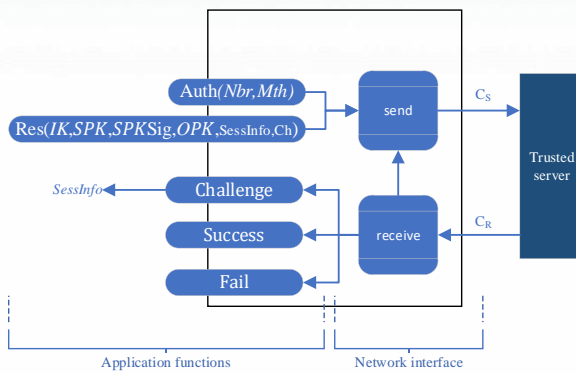 Auth(Nbr,Mth)
send
C_S
Res(IK,SPK,SPKSig,OPK,SessInfo,Ch)
Trusted
server
SessInfo
Challenge
Success
receive
C_R
Fail
Application functions
Network interface